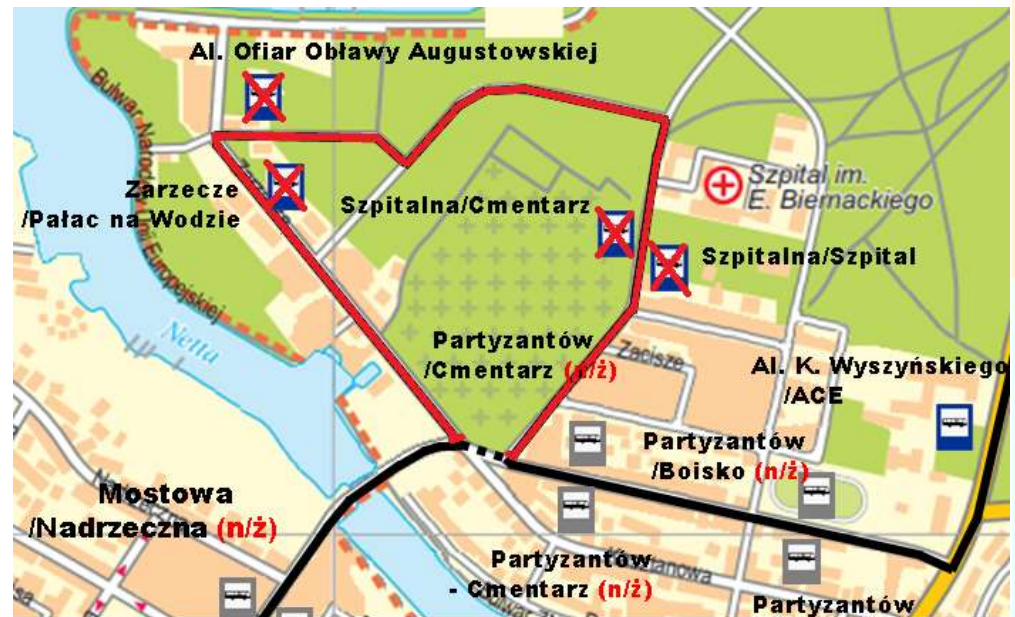 Al. Ofiar Obławy Augustowskiej
Zarzecze
/Pałac na Wodzie
Szpitalna/Cmentarz
Szpital im.
E. Biernackiego
Szpitalna/Szpital
Netta
Partyzantów
/Cmentarz (n/ż)
Zacisze
Al. K. Wyszyńskiego
/ACE
Partyzantów
/Boisko (n/ż)
Mostowa
/Nadrzeczna (n/ż)
Partyzantów
- Cmentarz (n/ż)
Partyzantów